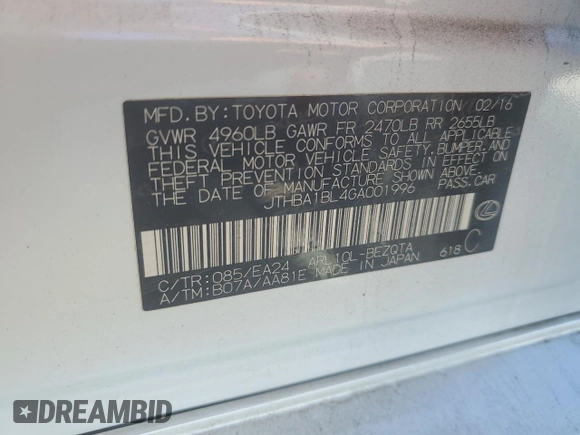 MFD.BY:TOYOTA MOTOR CORPORATION 02/16
GVWR 4960LB GAWR FR 2470LB RR 2655LB
THIS VEHICLE CONFORMS TO ALL APPLICABLE
FEDERAL MOTOR VEHICLE SAFETY,BUMPER,AND
THEFT PREVENTION STANDARDS IN EFFECT ON
THE DATE OF MANUFACTURE SHOWN ABOVE.
JTHBA1BL4GA001996 PASS.CAR
C/TR:085/EA24 ARL10L-BEZQTA 618 C
A/TM:B07A/AA81E MADE IN JAPAN
DREAMBID